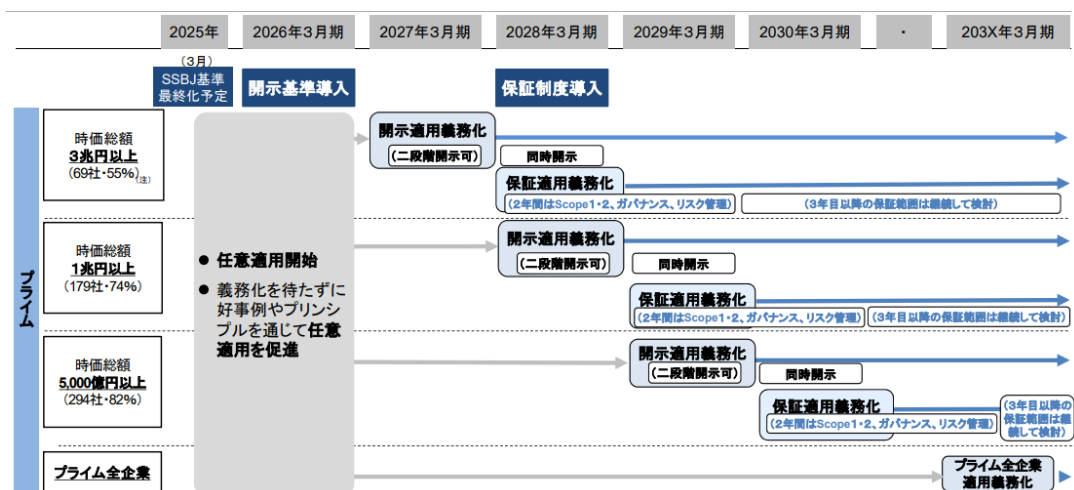 2025年
2026年3月期
2027年3月期
2028年3月期
2029年3月期
2030年3月期
・
203X年3月期
(3月)
SSBJ基準
最終化予定
開示基準導入
保証制度導入
プライム
時価総額
3兆円以上
(69社・55%)(注)
開示適用義務化
(二段階開示可)
同時開示
保証適用義務化
(2年間はScope1・2、ガバナンス、リスク管理)
(3年目以降の保証範囲は継続して検討)
時価総額
1兆円以上
(179社・74%)
開示適用義務化
(二段階開示可)
同時開示
保証適用義務化
(2年間はScope1・2、ガバナンス、リスク管理)
(3年目以降の保証範囲は継続して検討)
● 任意適用開始
● 義務化を待たずに
好事例やプリンシ
プルを通じて任意
適用を促進
時価総額
5,000億円以上
(294社・82%)
開示適用義務化
(二段階開示可)
同時開示
保証適用義務化
(2年間はScope1・2、ガバナンス、リスク管理)
(3年目以降の
保証範囲は継
続して検討)
プライム全企業
プライム全企業
適用義務化